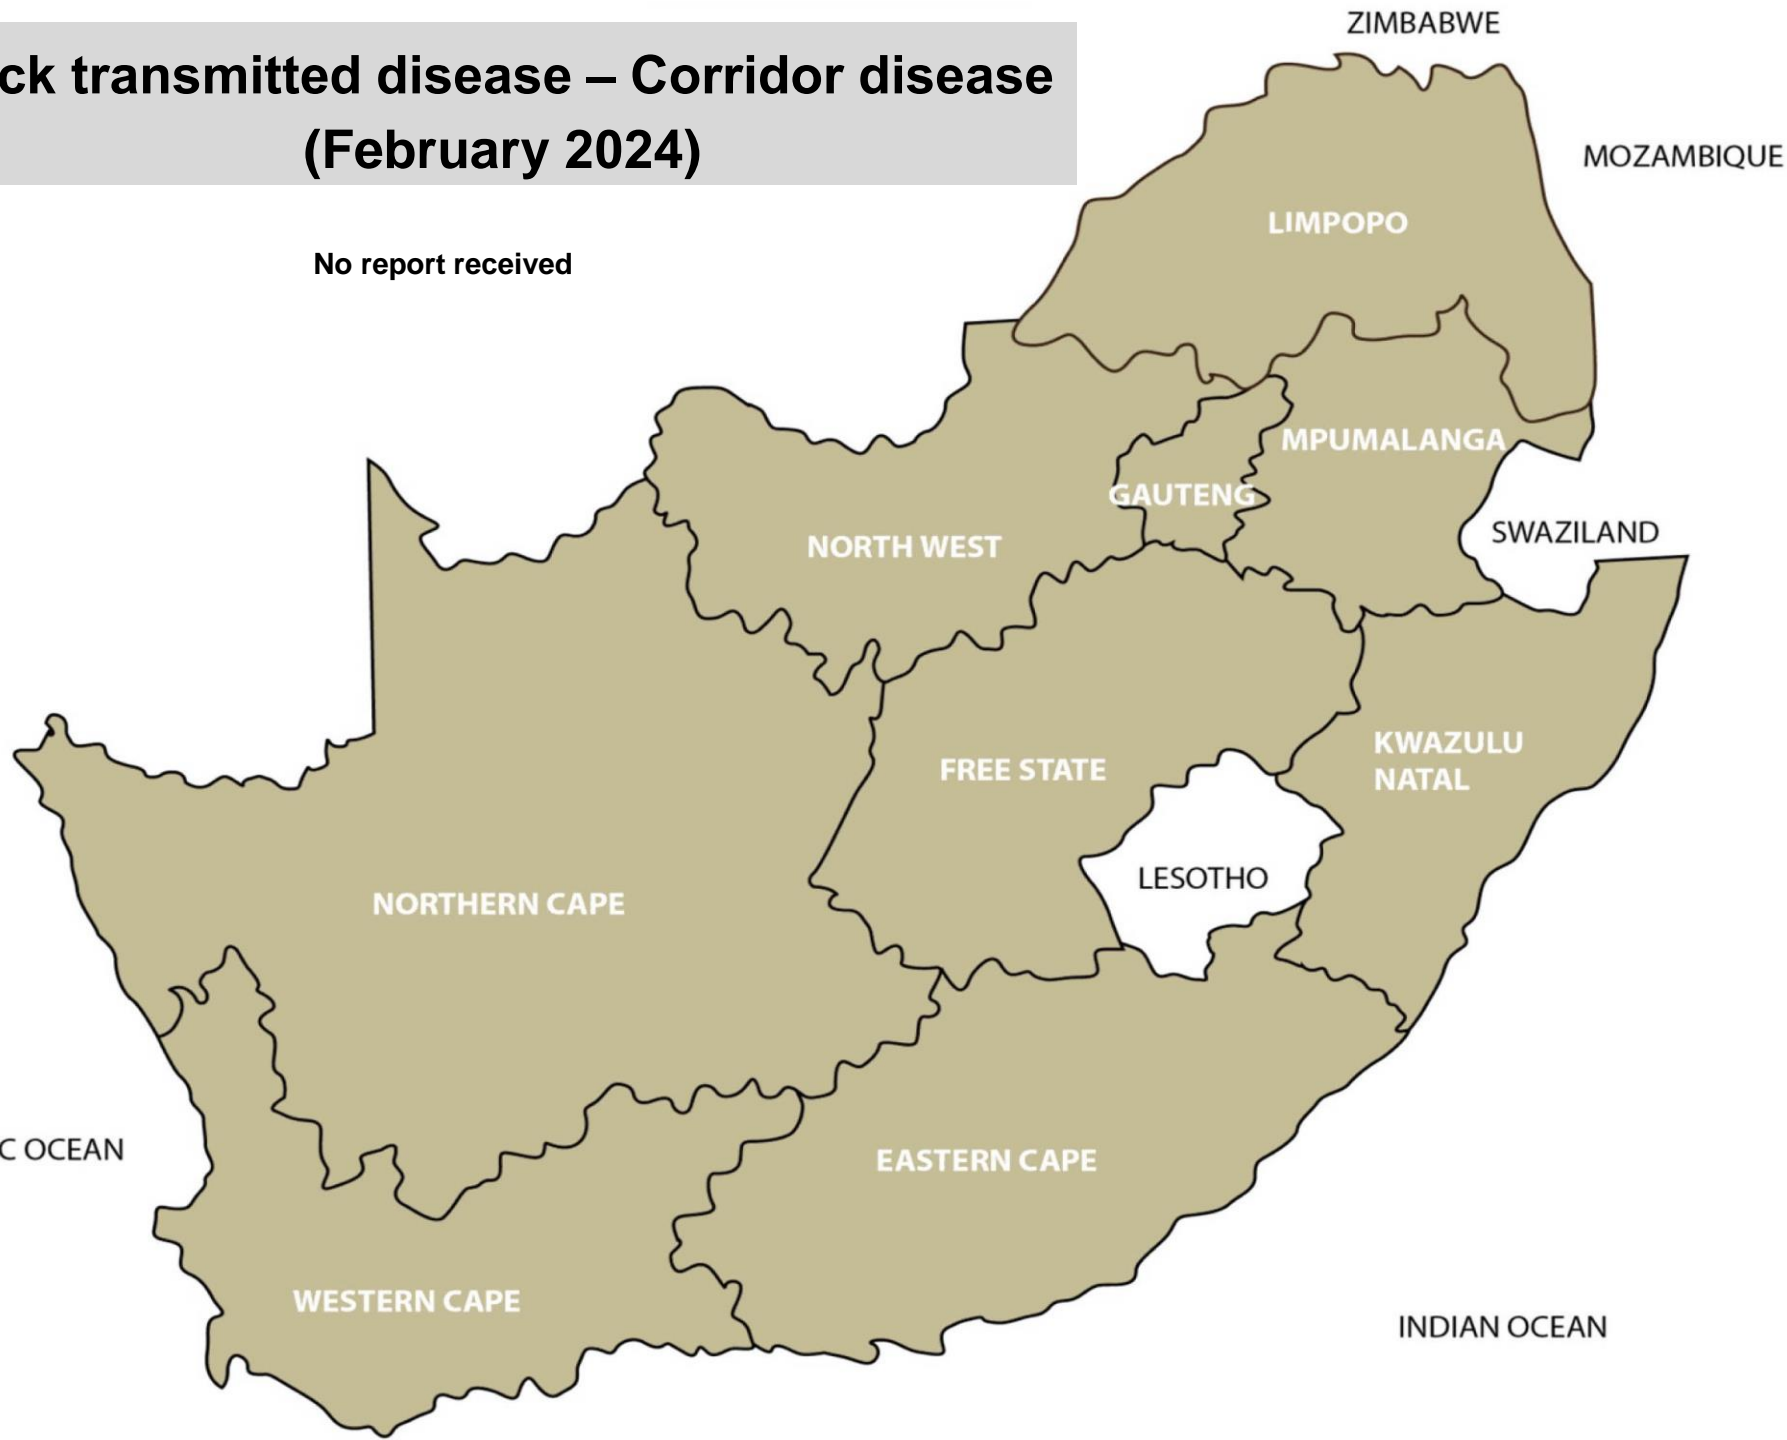 ZIMBABWE
ck transmitted disease – Corridor disease
(February 2024)
MOZAMBIQUE
LIMPOPO
No report received
MPUMALANGA
GAUTENG
SWAZILAND
NORTH WEST
KWAZULU
NATAL
FREE STATE
LESOTHO
NORTHERN CAPE
C OCEAN
EASTERN CAPE
WESTERN CAPE
INDIAN OCEAN